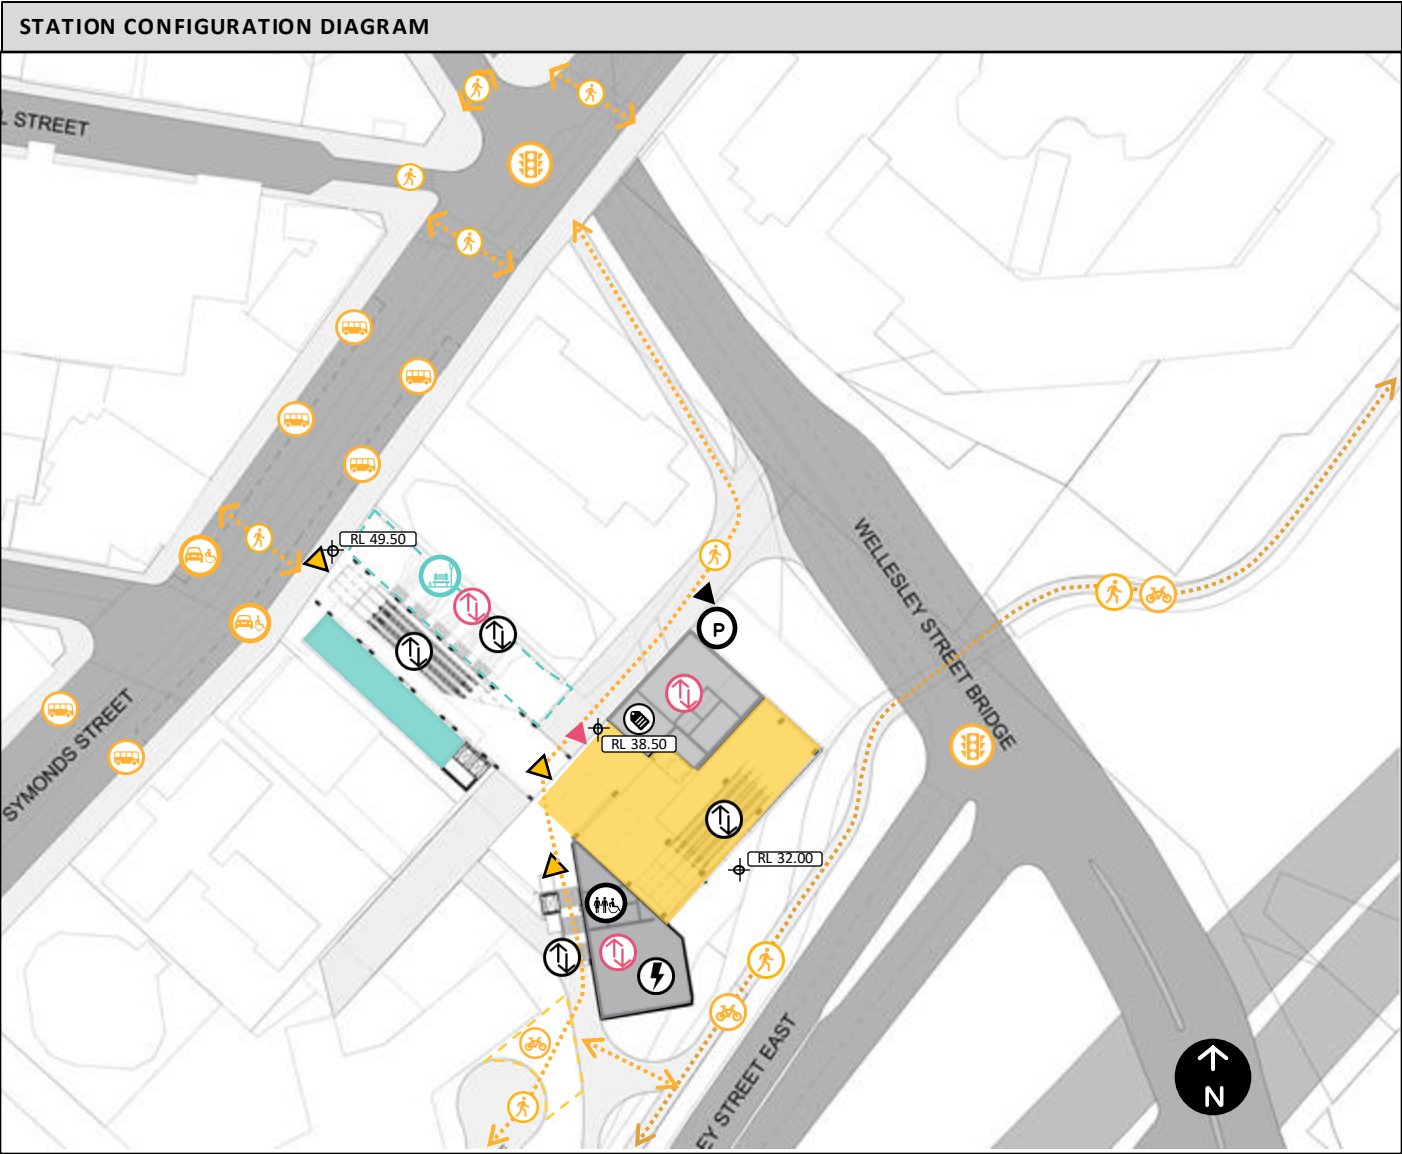 STATION CONFIGURATION DIAGRAM
L STREET
RL 49.50
WELLESLEY STREET BRIDGE
P
SYMONDS STREET
RL 38.50
RL 32.00
EY STREET EAST
N